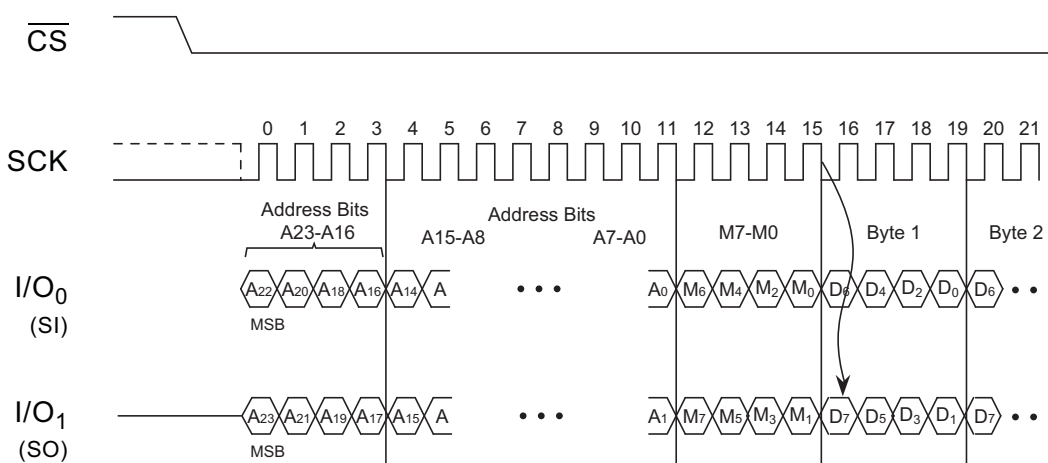 CS
0 1 2 3 4 5 6 7 8 9 10 11 12 13 14 15 16 17 18 19 20 21
SCK
Address Bits
A23-A16
Address Bits
A15-A8 A7-A0 M7-M0 Byte 1 Byte 2
I/O0
(SI)
A22 A20 A18 A16 A14 A • • • A0 M6 M4 M2 M0 D6 D4 D2 D0 D6 • •
MSB
I/O1
(SO)
A23 A21 A19 A17 A15 A • • • A1 M7 M5 M3 M1 D7 D5 D3 D1 D7 • •
MSB